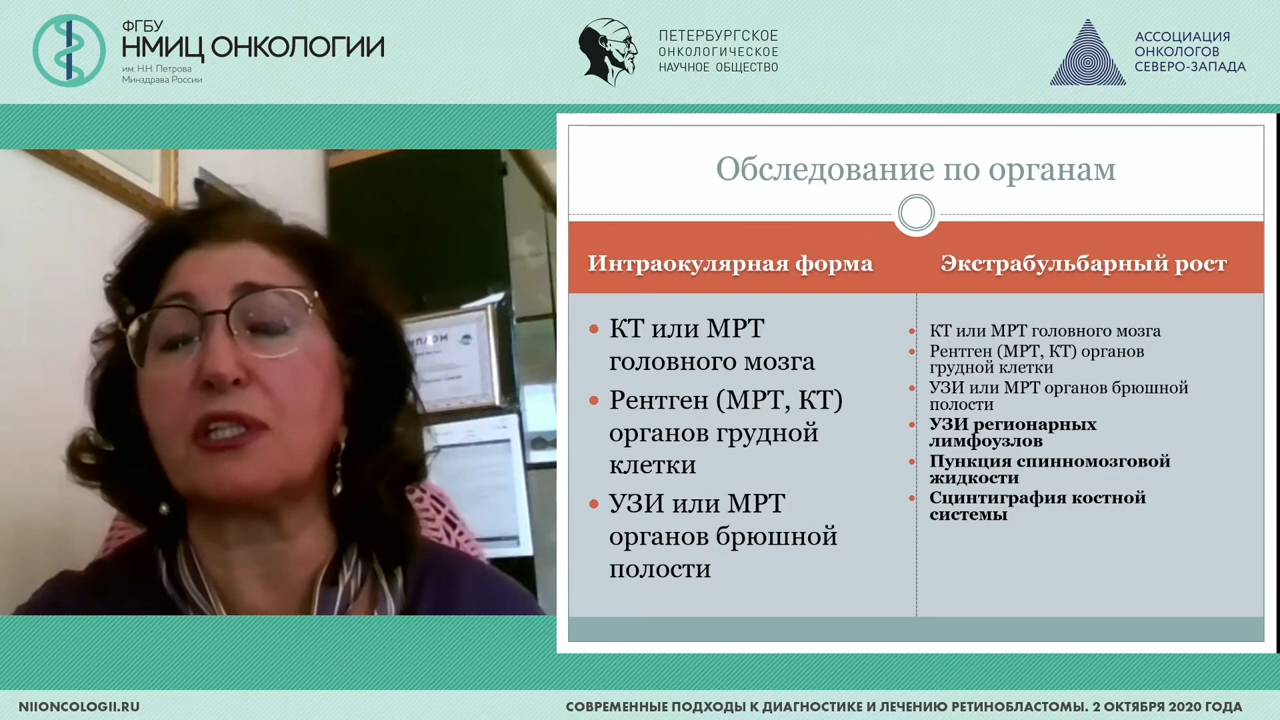 ФГБУ
НМИЦ ОНКОЛОГИИ
им. Н.Н. Петрова
Минздрава России
ПЕТЕРБУРГСКОЕ
ОНКОЛОГИЧЕСКОЕ
НАУЧНОЕ ОБЩЕСТВО
АССОЦИАЦИЯ
ОНКОЛОГОВ
СЕВЕРО-ЗАПАДА
Обследование по органам
Интраокулярная форма
КТ или МРТ
головного мозга
Рентген (МРТ, КТ)
органов грудной
клетки
УЗИ или МРТ
органов брюшной
полости
Экстрабульбарный рост
КТ или МРТ головного мозга
Рентген (МРТ, КТ) органов
грудной клетки
УЗИ или МРТ органов брюшной
полости
УЗИ регионарных
лимфоузлов
Пункция спинномозговой
жидкости
Сцинтиграфия костной
системы
NIIONCOLOGII.RU
СОВРЕМЕННЫЕ ПОДХОДЫ К ДИАГНОСТИКЕ И ЛЕЧЕНИЮ РЕТИНОБЛАСТОМЫ. 2 ОКТЯБРЯ 2020 ГОДА